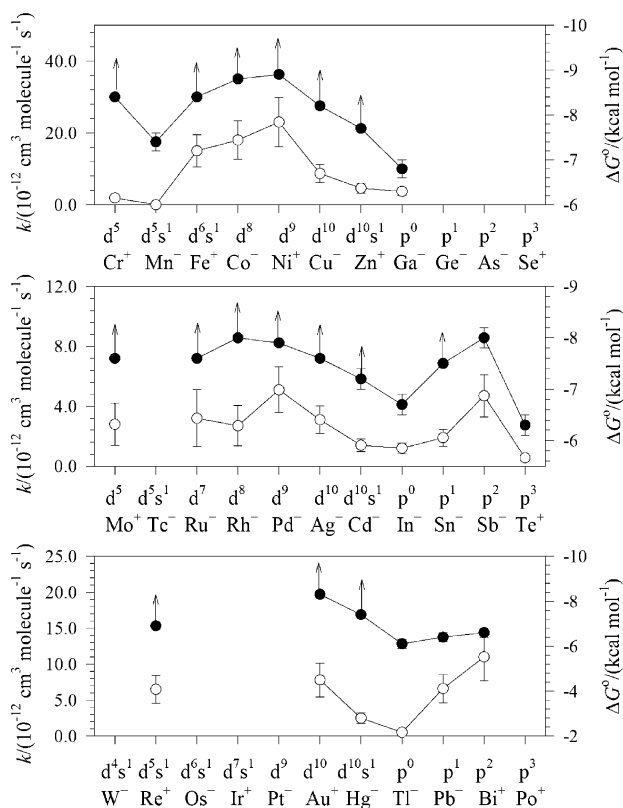 k/(10⁻¹² cm³ molecule⁻¹ s⁻¹)
40.0
20.0
0.0
-10
-9
-8
-7
-6
ΔG°/(kcal mol⁻¹)
d⁵ d⁵s¹ d⁶s¹ d⁸ d⁹ d¹⁰ d¹⁰s¹ p⁰ p¹ p² p³
Cr⁺ Mn⁻ Fe⁺ Co⁻ Ni⁺ Cu⁻ Zn⁺ Ga⁻ Ge⁻ As⁻ Se⁺
k/(10⁻¹² cm³ molecule⁻¹ s⁻¹)
12.0
8.0
4.0
0.0
-9
-8
-7
-6
ΔG°/(kcal mol⁻¹)
d⁵ d⁵s¹ d⁷ d⁸ d⁹ d¹⁰ d¹⁰s¹ p⁰ p¹ p² p³
Mo⁺ Tc⁻ Ru⁻ Rh⁻ Pd⁻ Ag⁻ Cd⁻ In⁻ Sn⁻ Sb⁻ Te⁺
k/(10⁻¹² cm³ molecule⁻¹ s⁻¹)
25.0
20.0
15.0
10.0
5.0
0.0
-10
-8
-6
-4
-2
ΔG°/(kcal mol⁻¹)
d⁴s¹ d⁵s¹ d⁶s¹ d⁷s¹ d⁹ d¹⁰ d¹⁰s¹ p⁰ p¹ p² p³
W⁻ Re⁺ Os⁻ Ir⁺ Pt⁻ Au⁺ Hg⁻ Tl⁻ Pb⁻ Bi⁺ Po⁺